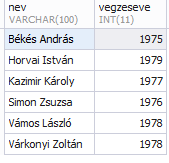 nev vegzeseve
VARCHAR(100) INT(11)
Békés András 1975
Horvai István 1979
Kazimir Károly 1977
Simon Zsuzsa 1976
Vámos László 1978
Várkonyi Zoltán 1978